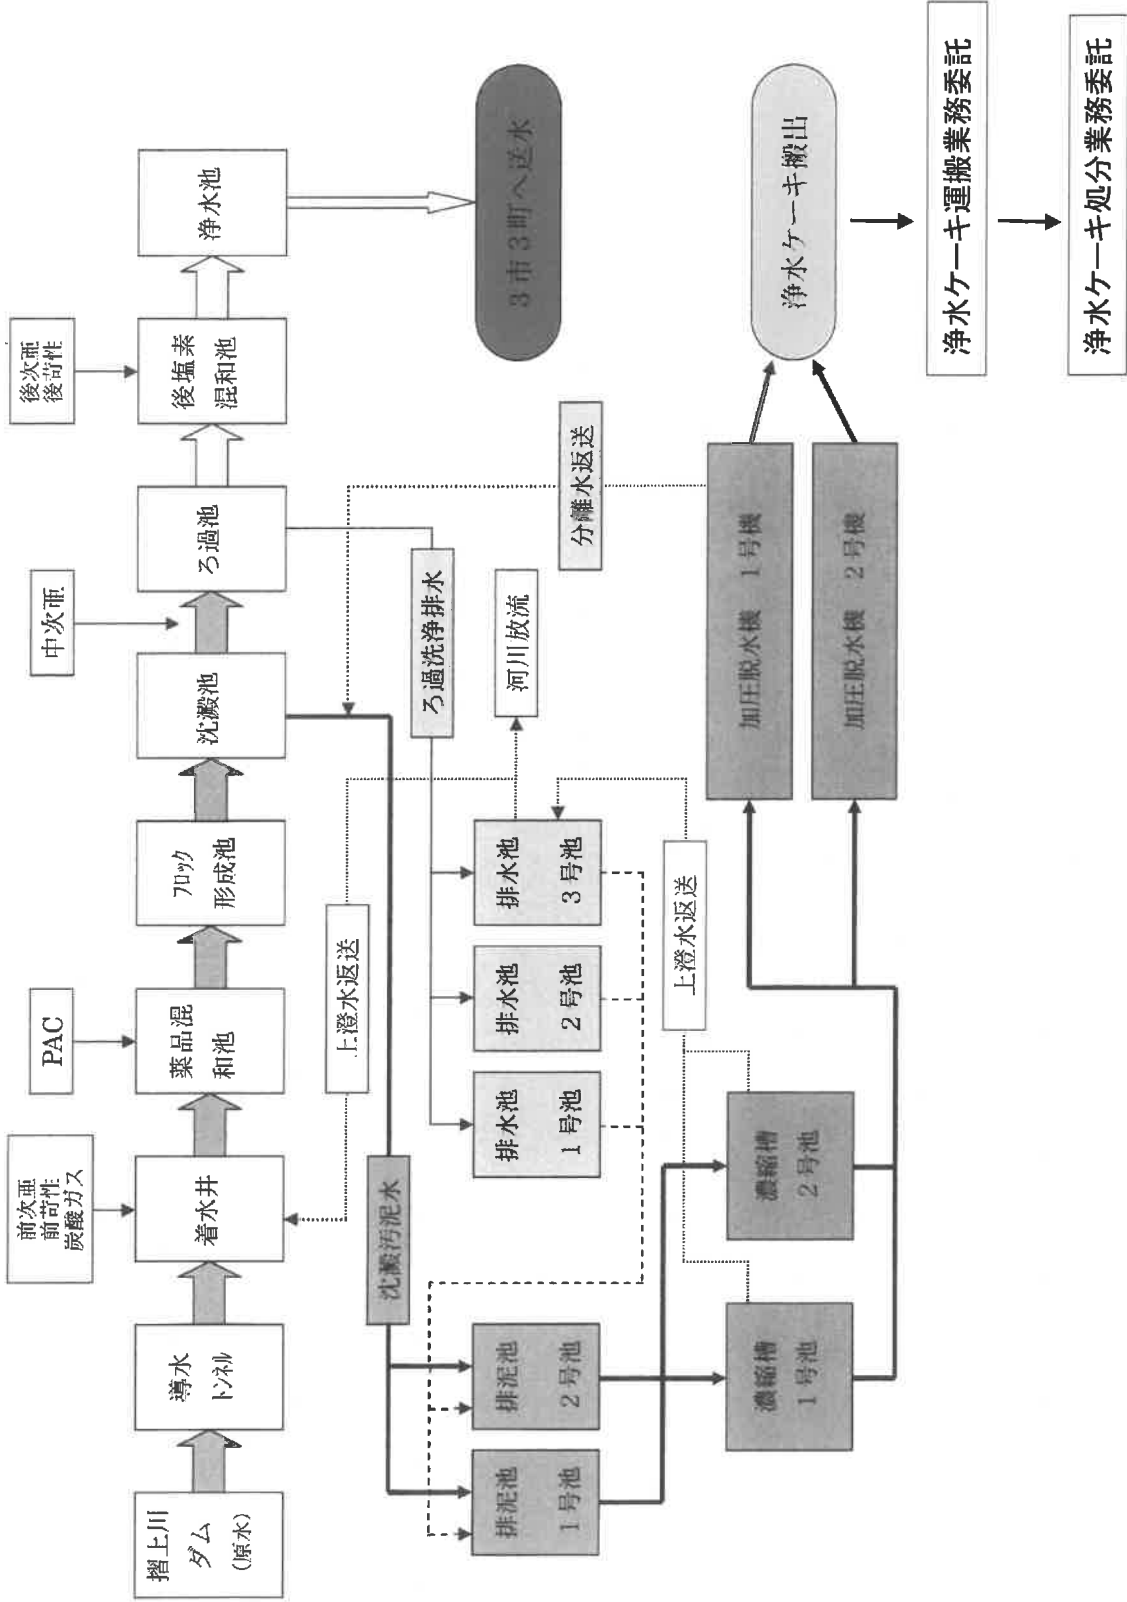 前次亜
前苛性
炭酸ガス
PAC
中次亜
後次亜
後苛性
摺上川
ダム
(原水)
導水
トンネル
着水井
薬品混
和池
フロック
形成池
沈澱池
ろ過池
後塩素
混和池
浄水池
上澄水返送
沈澱汚泥水
ろ過洗浄排水
河川放流
分離水返送
3市3町へ送水
排泥池
1号池
排泥池
2号池
排水池
1号池
排水池
2号池
排水池
3号池
上澄水返送
濃縮槽
1号池
濃縮槽
2号池
加圧脱水機 1号機
加圧脱水機 2号機
浄水ケーキ搬出
浄水ケーキ運搬業務委託
浄水ケーキ処分業務委託